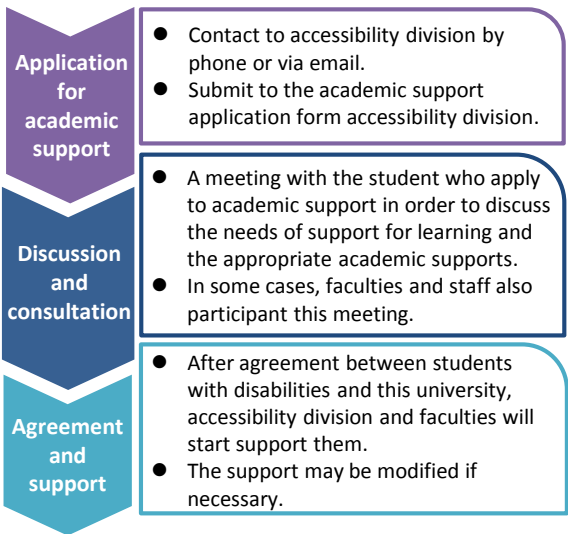 Application
for
academic
support
● Contact to accessibility division by
phone or via email.
● Submit to the academic support
application form accessibility division.
Discussion
and
consultation
● A meeting with the student who apply
to academic support in order to discuss
the needs of support for learning and
the appropriate academic supports.
● In some cases, faculties and staff also
participant this meeting.
Agreement
and
support
● After agreement between students
with disabilities and this university,
accessibility division and faculties will
start support them.
● The support may be modified if
necessary.